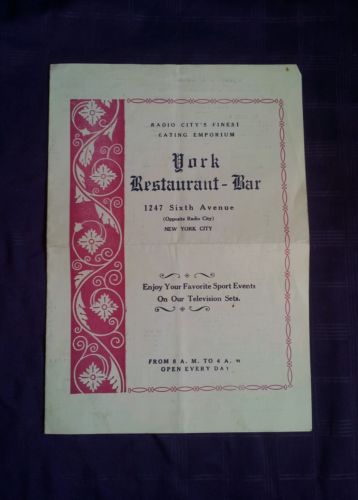 RADIO CITY'S FINEST
EATING EMPORIUM
York
Restaurant-Bar
1247 Sixth Avenue
(Opposite Radio City)
NEW YORK CITY
Enjoy Your Favorite Sport Events
On Our Television Sets.
FROM 8 A. M. TO 4 A. M
OPEN EVERY DAY